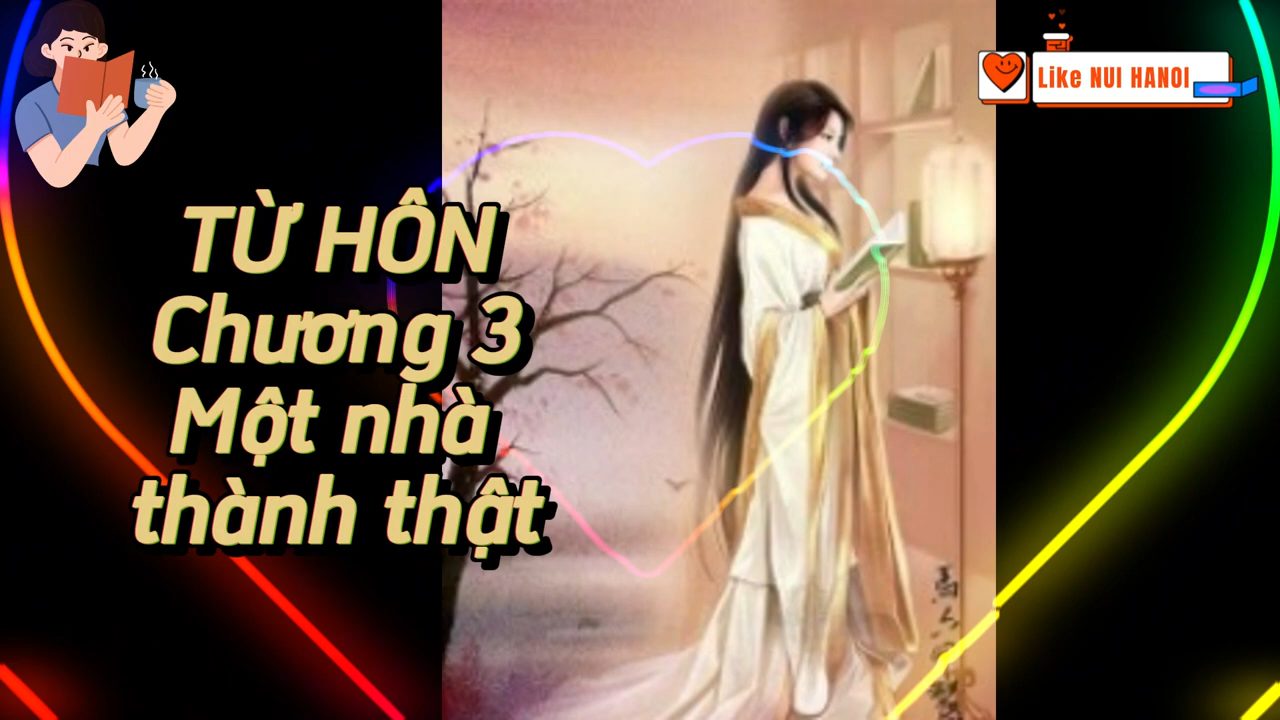 Like NUI HANOI
TỪ HÔN
Chương 3
Một nhà
thành thật